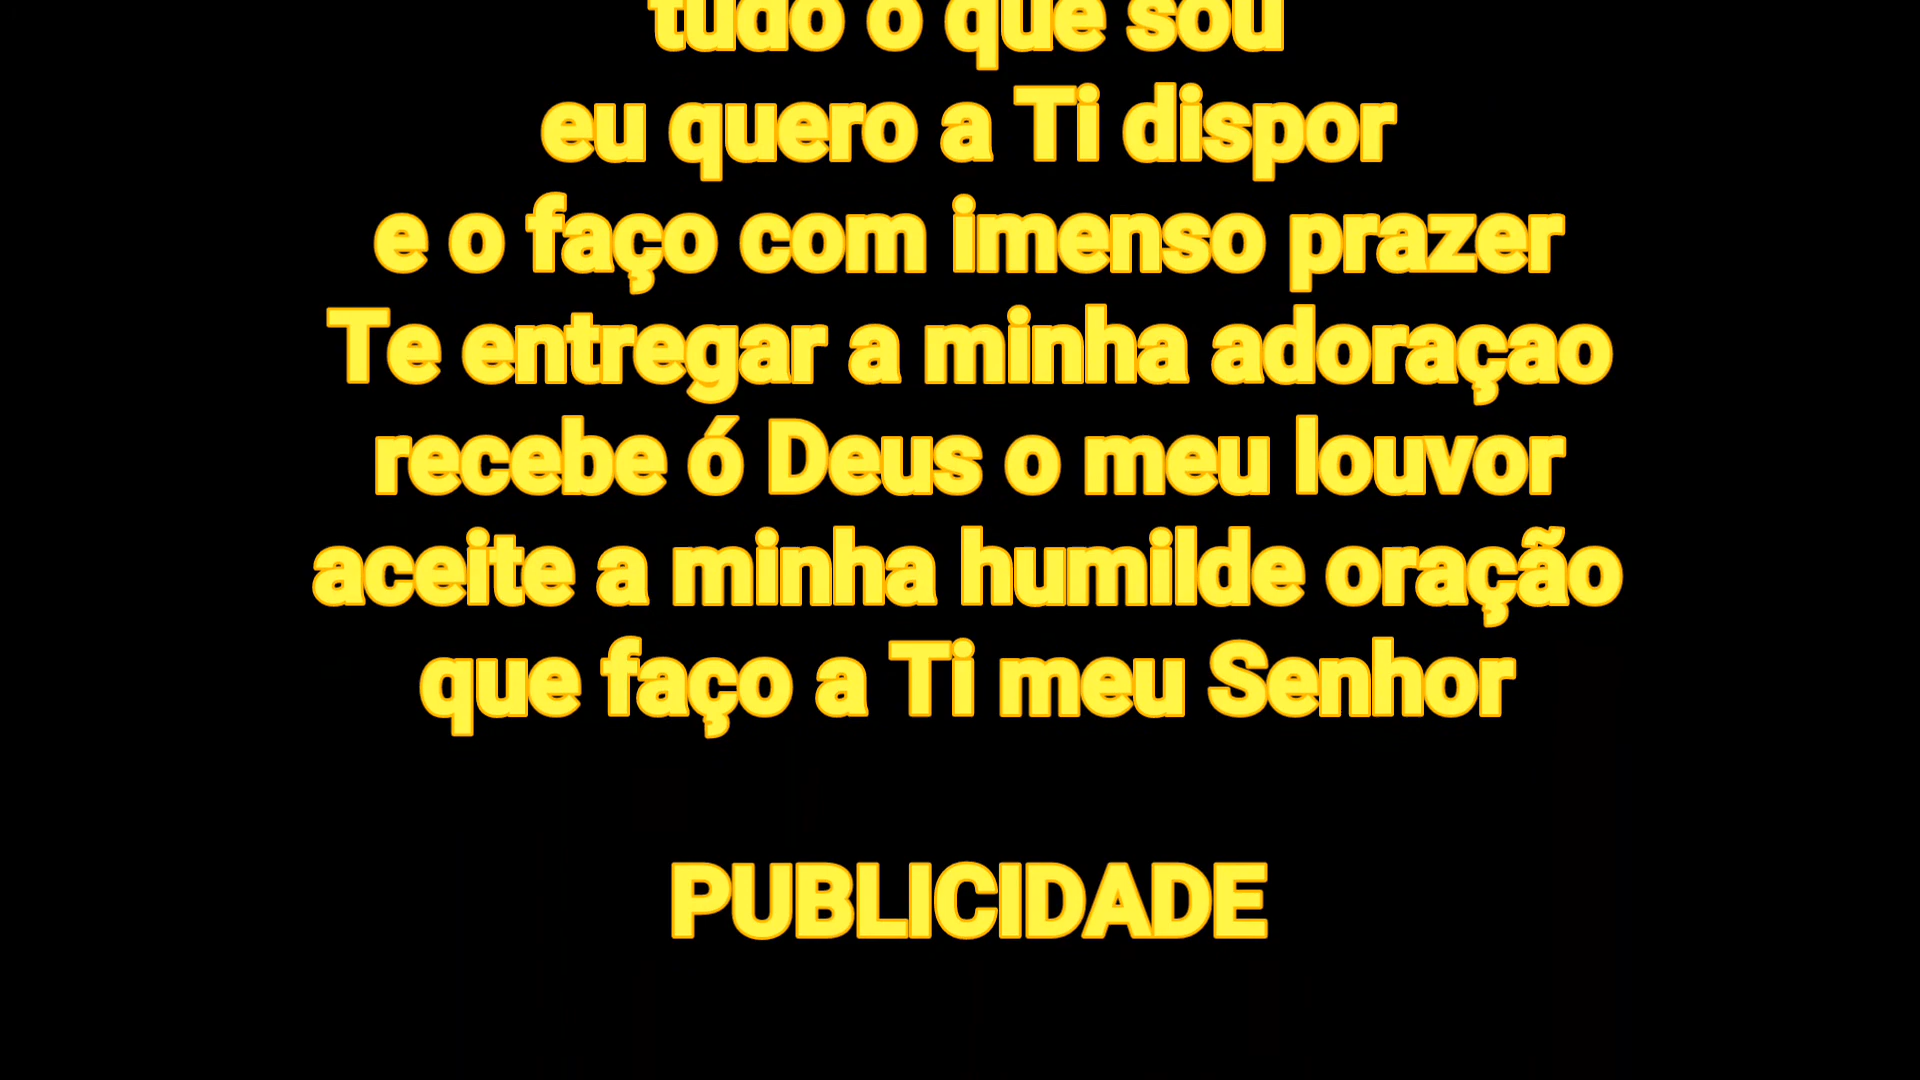 tudo o que sou
eu quero a Ti dispor
e o faço com imenso prazer
Te entregar a minha adoraçao
recebe ó Deus o meu louvor
aceite a minha humilde oração
que faço a Ti meu Senhor
PUBLICIDADE